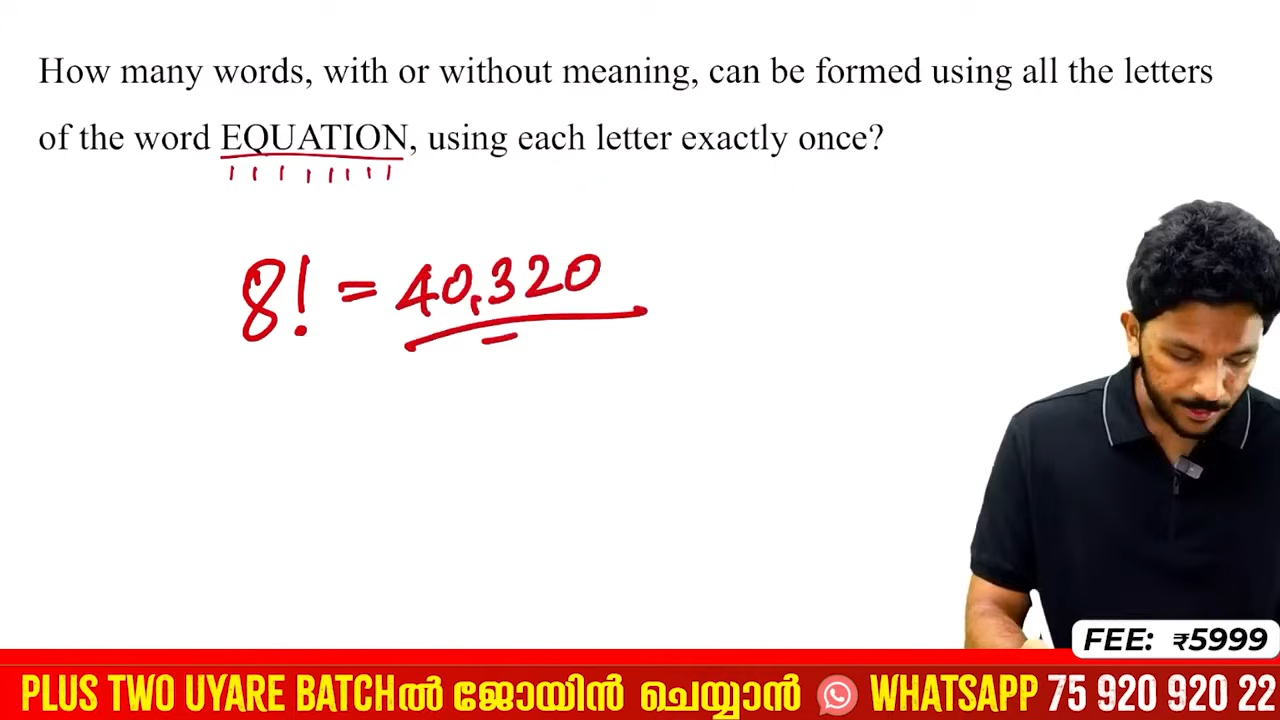 How many words, with or without meaning, can be formed using all the letters
of the word EQUATION, using each letter exactly once?
8! = 40,320
FEE: ₹5999
PLUS TWO UYARE BATCHൽ ജോയിൻ ചെയ്യാൻ WHATSAPP 75 920 920 22